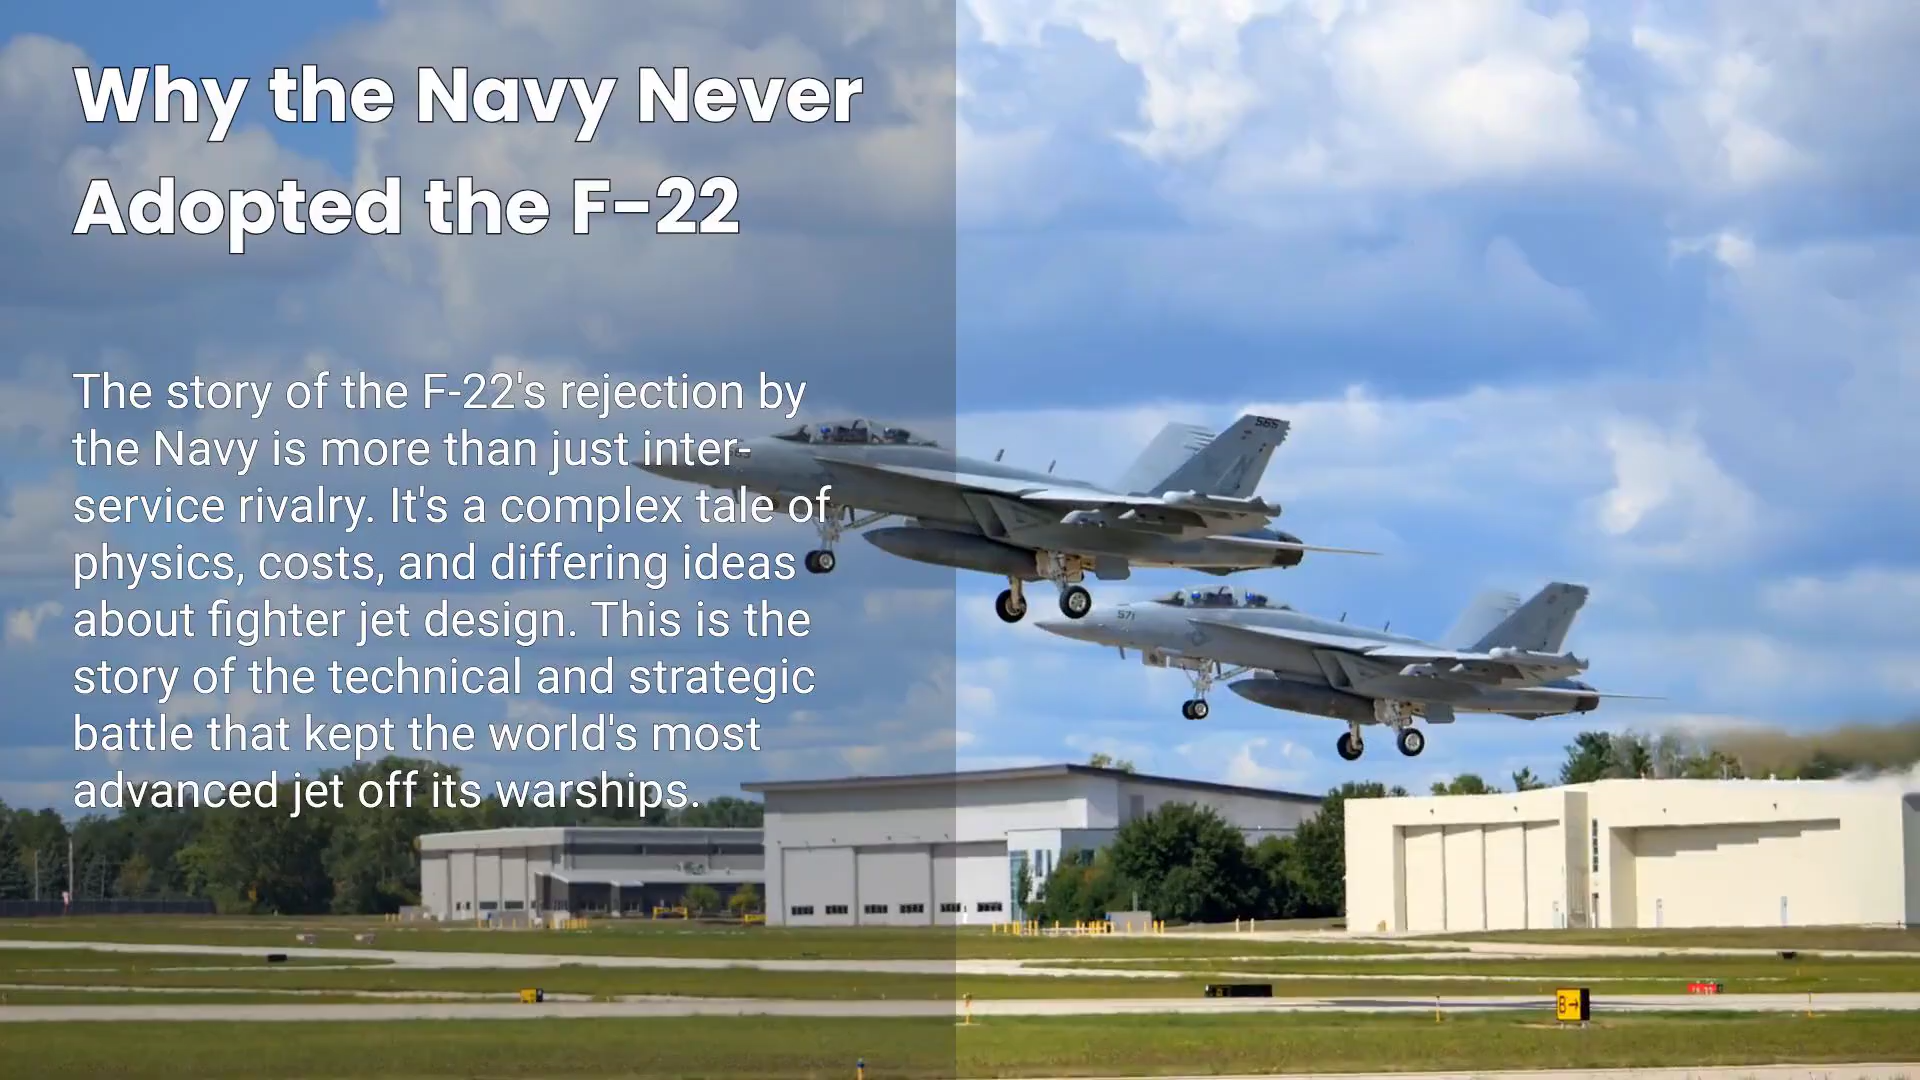 Why the Navy Never
Adopted the F-22
The story of the F-22's rejection by
the Navy is more than just inter-
service rivalry. It's a complex tale of
physics, costs, and differing ideas
about fighter jet design. This is the
story of the technical and strategic
battle that kept the world's most
advanced jet off its warships.
565
571
B→